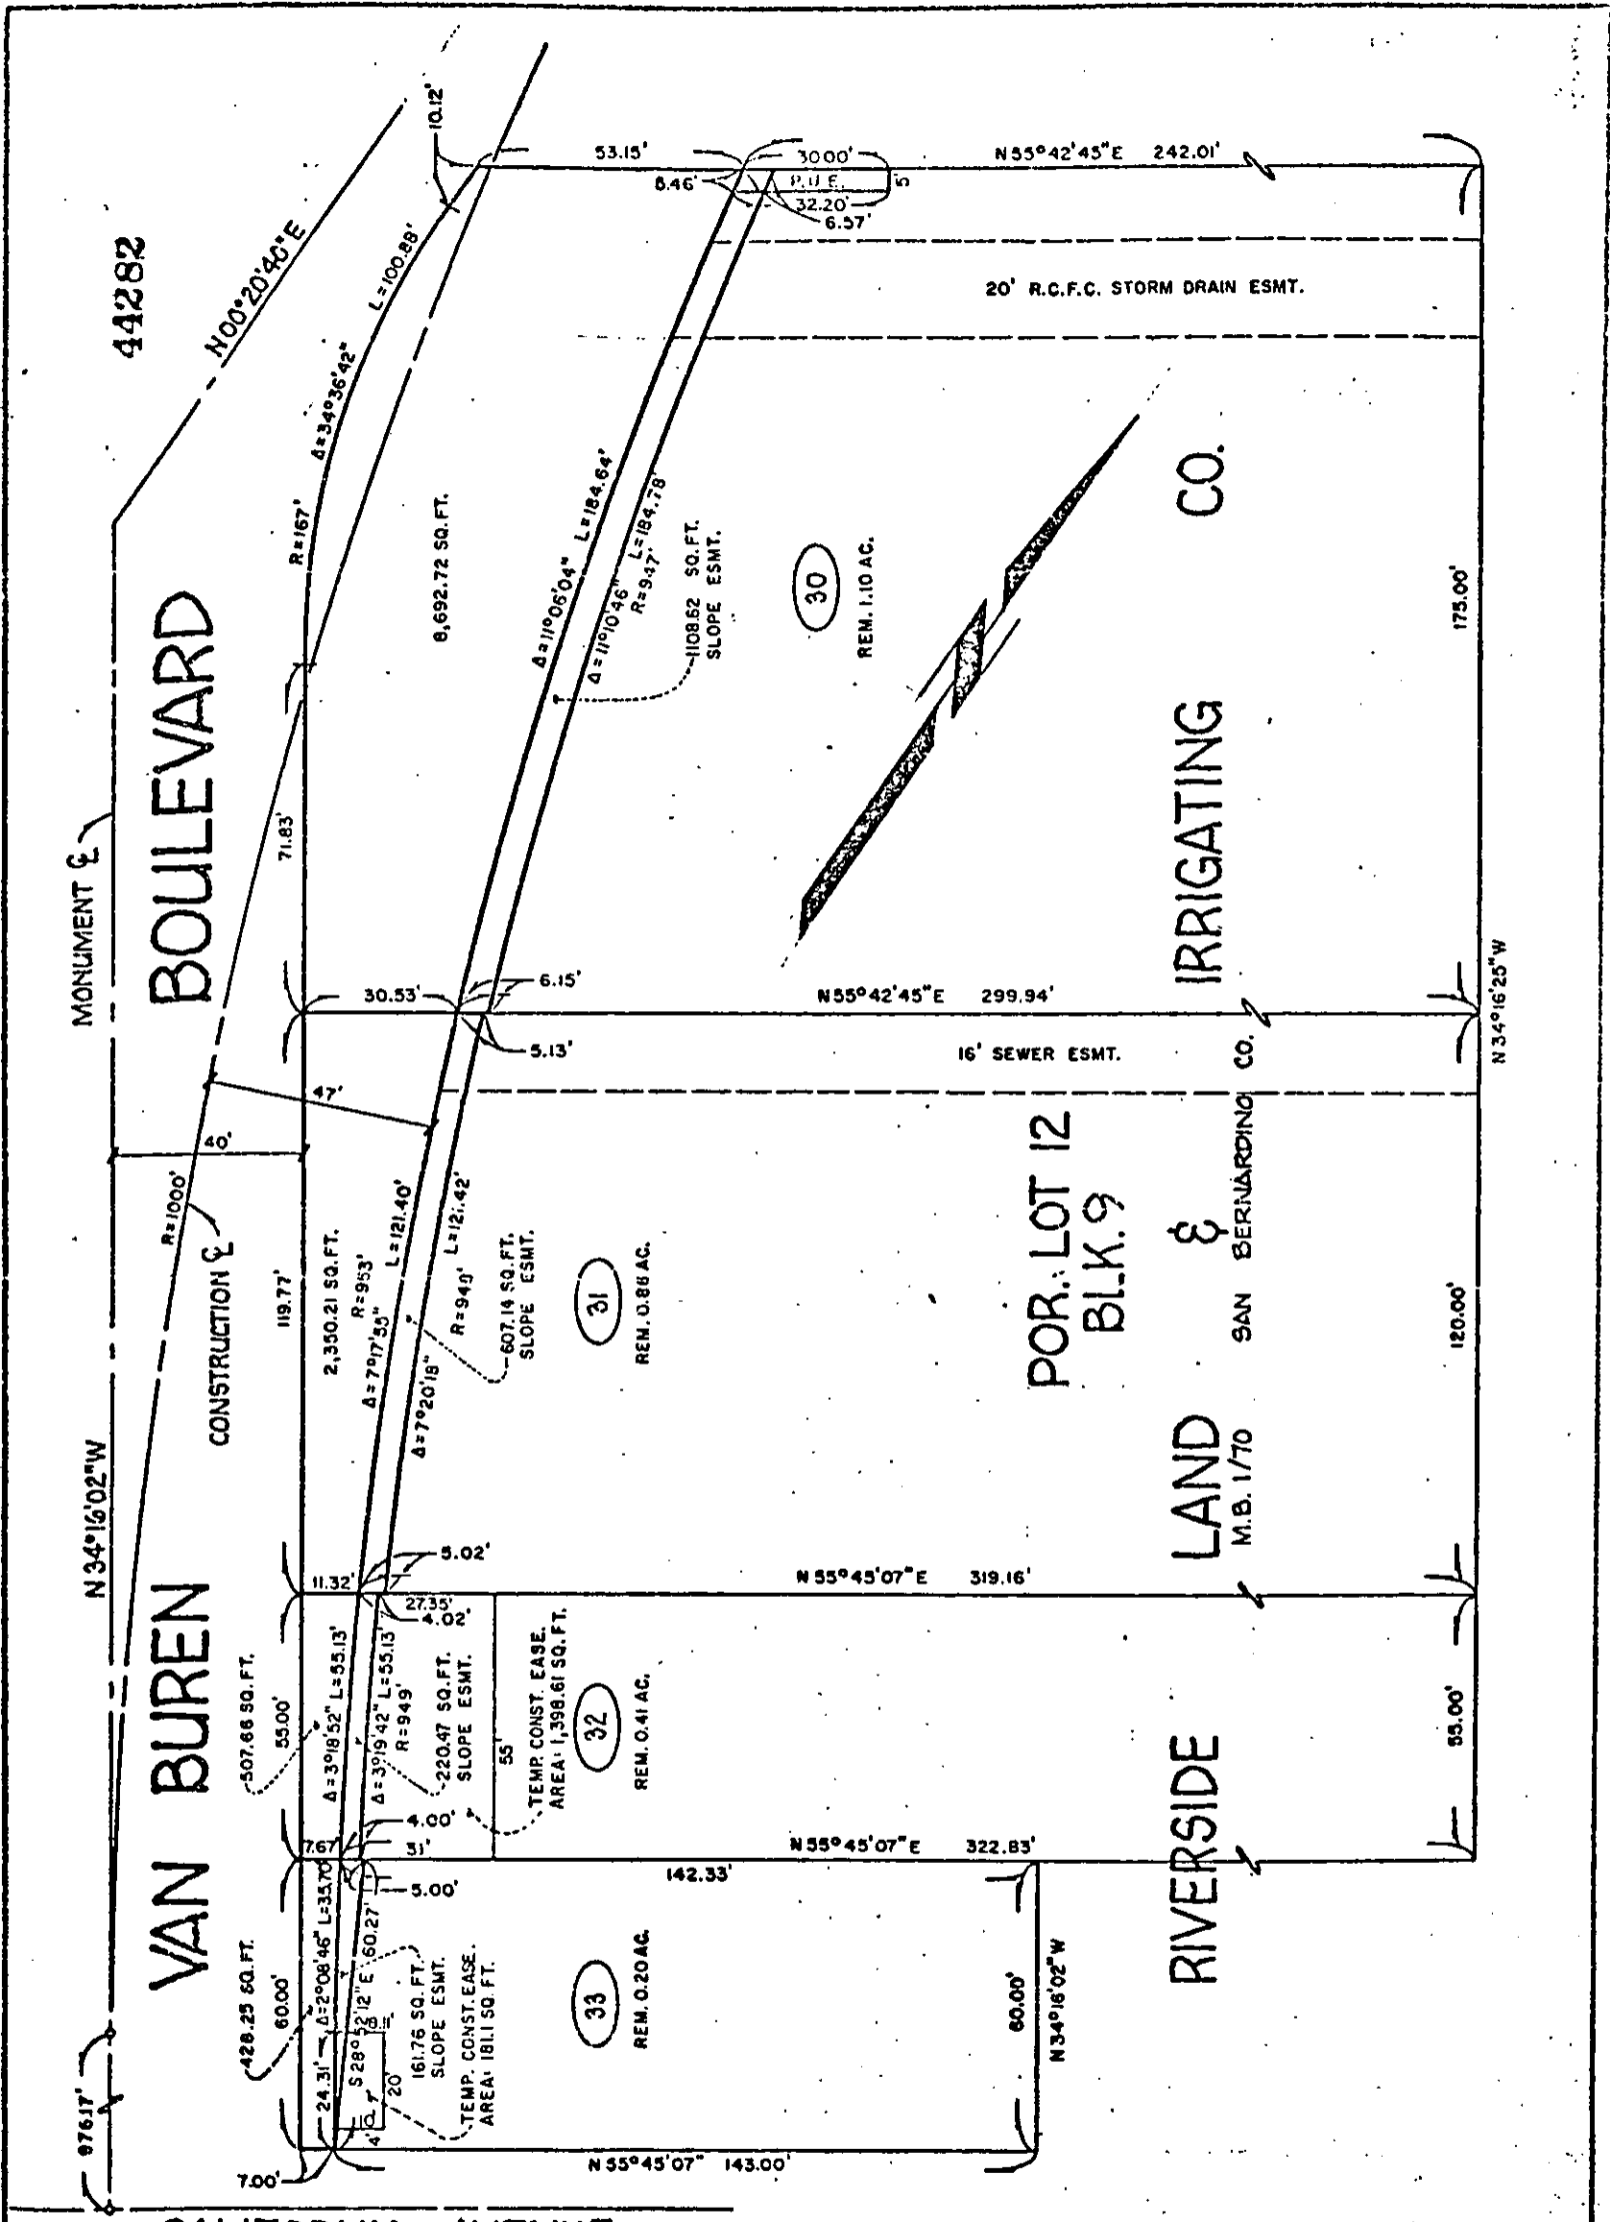 44282
N00°20'40"E
10.12'
53.15'
30.00'
N55°42'45"E 242.01'
8.46'
P.U.E.
5'
32.20'
6.57'
L=100.88'
Δ=34°36'42"
R=167'
20' R.C.F.C. STORM DRAIN ESMT.
8,692.72 SQ.FT.
Δ=11°06'04" L=184.64'
Δ=11°10'46" L=184.78'
R=947'
1108.62 SQ.FT.
SLOPE ESMT.
30
REM. 1.10 AC.
175.00'
MONUMENT ℄
71.83'
VAN BUREN BOULEVARD
30.53'
6.15'
N55°42'45"E 299.94'
5.13'
16' SEWER ESMT.
N34°16'25"W
47'
40'
R=1000'
CONSTRUCTION ℄
119.77'
2,350.21 SQ.FT.
R=953'
Δ=7°17'55" L=121.40'
R=949' L=121.42'
Δ=7°20'18"
607.14 SQ.FT.
SLOPE ESMT.
31
REM. 0.86 AC.
POR. LOT 12
BLK. 9
RIVERSIDE LAND & IRRIGATING CO.
M.B. 1/70 SAN BERNARDINO CO.
120.00'
N34°16'02"W
11.32'
5.02'
N55°45'07"E 319.16'
27.35'
4.02'
507.66 SQ.FT.
55.00'
Δ=3°18'52" L=55.13'
Δ=3°19'42" L=55.13'
R=949'
220.47 SQ.FT.
SLOPE ESMT.
55'
TEMP. CONST. EASE.
AREA: 1,398.61 SQ.FT.
32
REM. 0.41 AC.
55.00'
7.67'
4.00'
31'
N55°45'07"E 322.83'
142.33'
5.00'
428.25 SQ.FT.
60.00'
24.31'
Δ=2°08'46" L=35.70'
S28°52'12"E 60.27'
161.76 SQ.FT.
SLOPE ESMT.
20'
4'
TEMP. CONST. EASE.
AREA: 181.1 SQ.FT.
33
REM. 0.20 AC.
60.00'
N34°16'02"W
976.17'
7.00'
N55°45'07" 143.00'